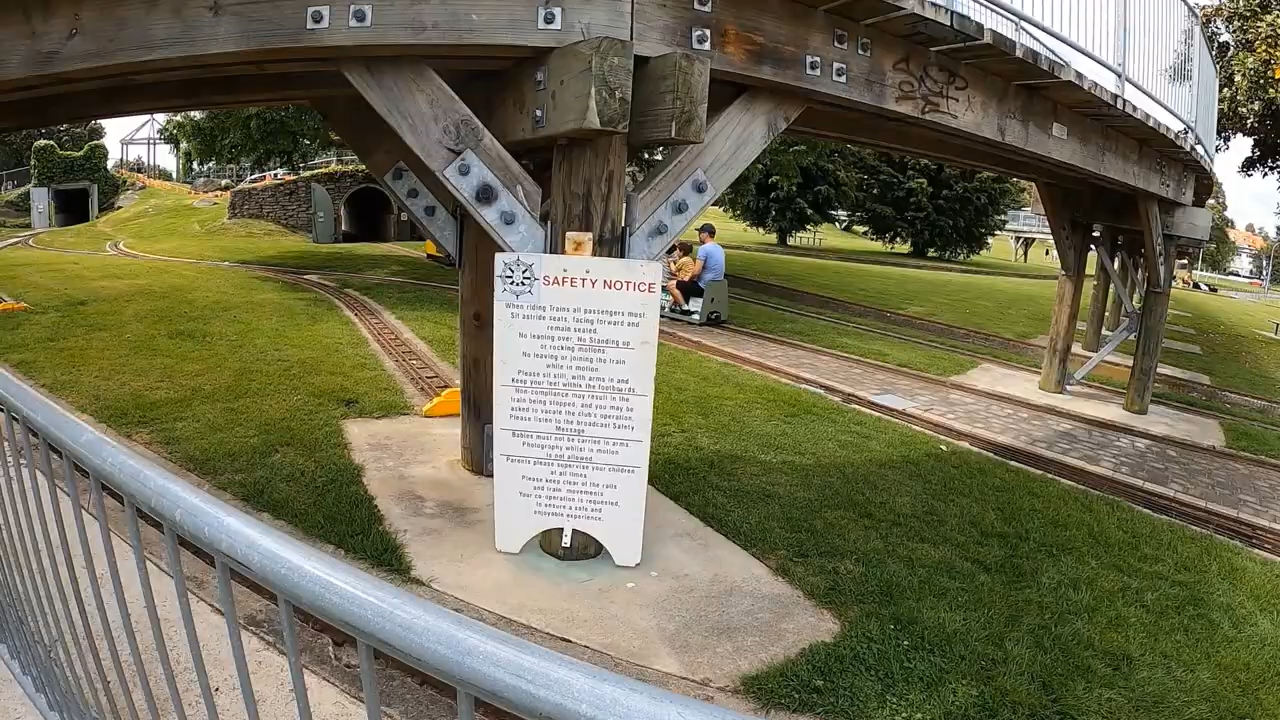 SAFETY NOTICE
When riding Trains all passengers must:
Sit astride seats, facing forward and
remain seated.
No leaning over, No Standing up
or rocking motions.
No leaving or joining the train
while in motion.
Please sit still, with arms in and
Keep your feet within the footboards.
Non-compliance may result in the
train being stopped, and you may be
asked to vacate the club's operation.
Please listen to the broadcast Safety
Message.
Babies must not be carried in arms.
Photography whilst in motion
is not allowed.
Parents please supervise your children
at all times.
Please keep clear of the rails
and train movements
Your co-operation is requested,
to ensure a safe and
enjoyable experience.